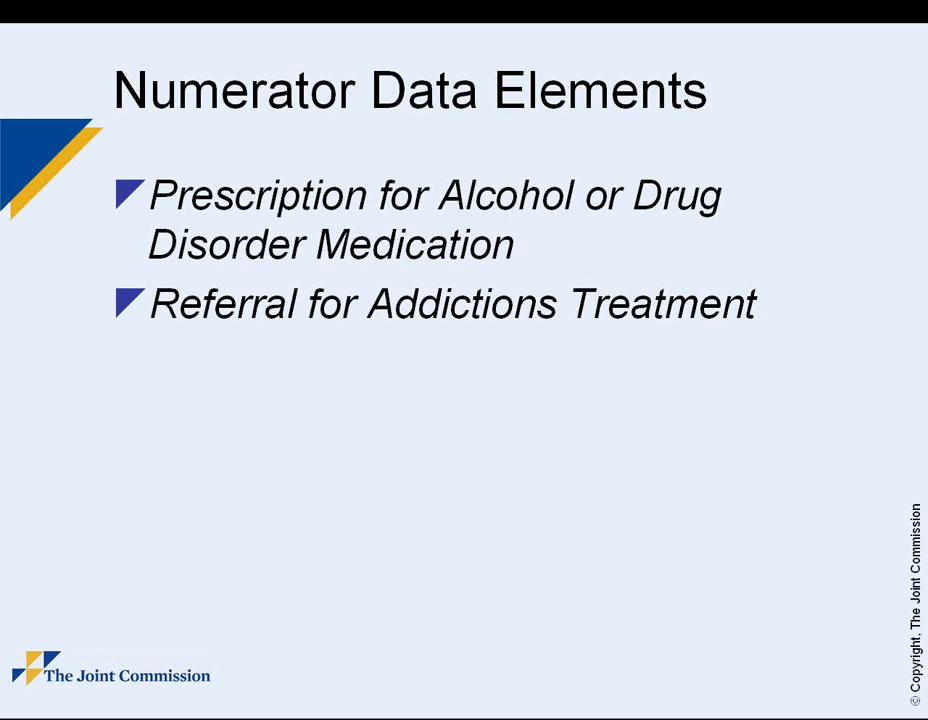 Numerator Data Elements
Prescription for Alcohol or Drug
Disorder Medication
Referral for Addictions Treatment
The Joint Commission
© Copyright, The Joint Commission